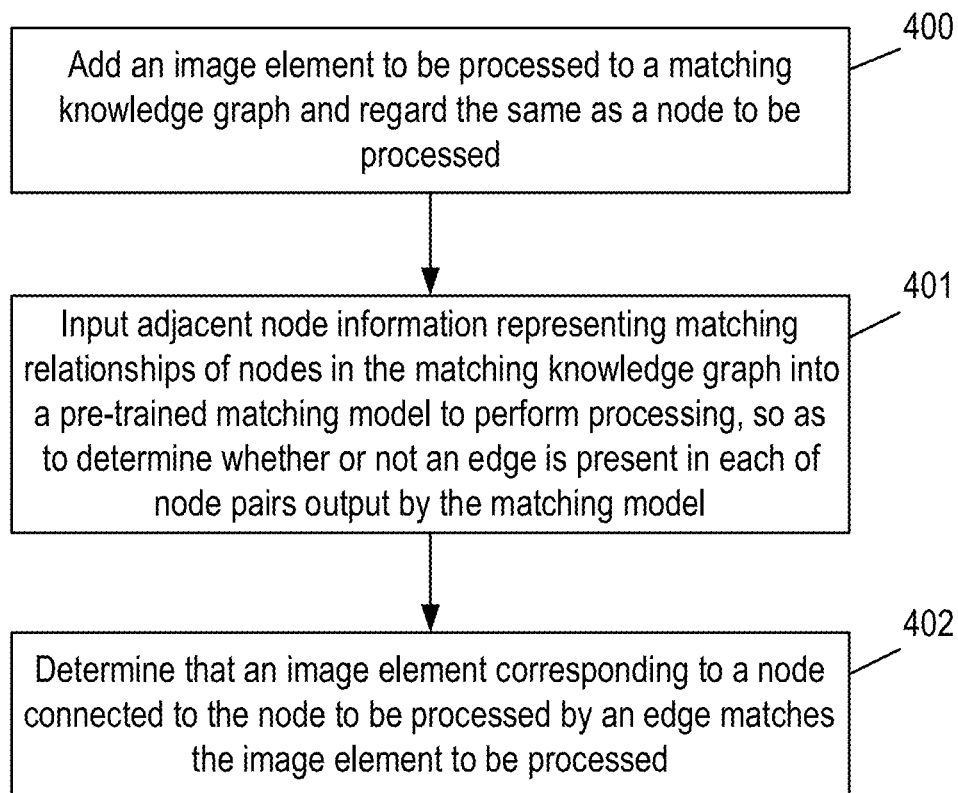 400
Add an image element to be processed to a matching
knowledge graph and regard the same as a node to be
processed
401
Input adjacent node information representing matching
relationships of nodes in the matching knowledge graph into
a pre-trained matching model to perform processing, so as
to determine whether or not an edge is present in each of
node pairs output by the matching model
402
Determine that an image element corresponding to a node
connected to the node to be processed by an edge matches
the image element to be processed